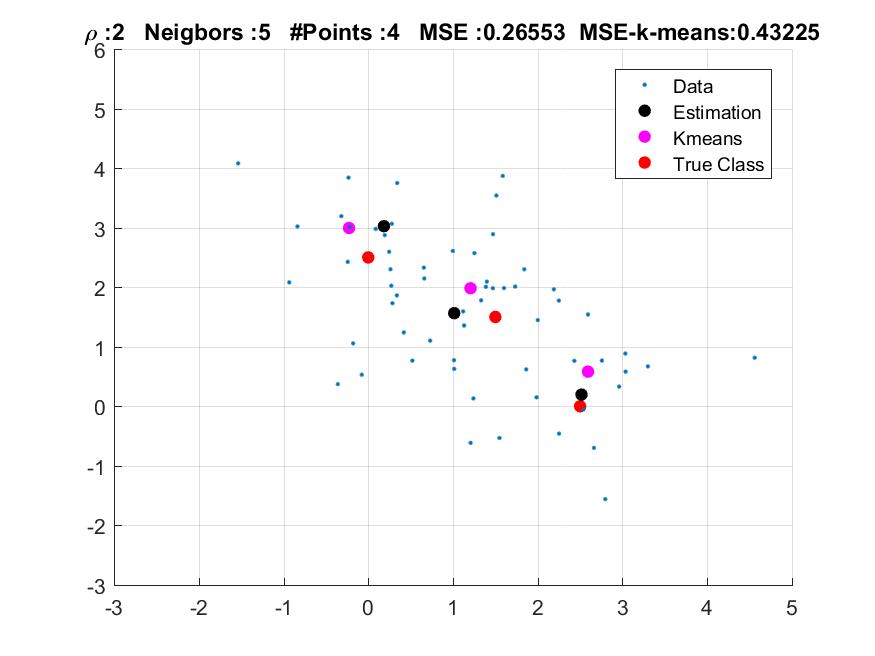 ρ :2 Neigbors :5 #Points :4 MSE :0.26553 MSE-k-means:0.43225
6
5
4
3
2
1
0
-1
-2
-3
Data
Estimation
Kmeans
True Class
-3 -2 -1 0 1 2 3 4 5